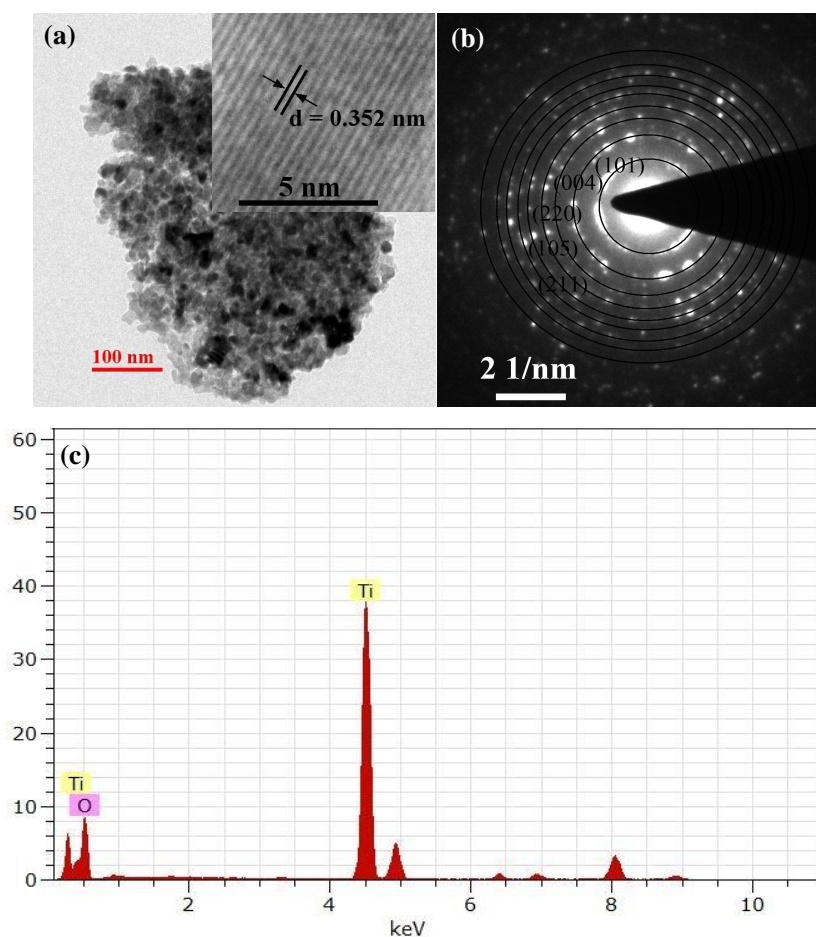 (a)
d = 0.352 nm
5 nm
100 nm
(b)
(101)
(004)
(220)
(105)
(211)
2 1/nm
(c)
60
50
40
30
20
10
0
Ti
Ti
O
2
4
6
8
10
keV